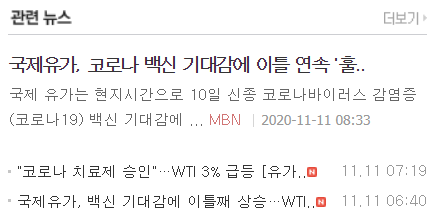 관련 뉴스 더보기
국제유가, 코로나 백신 기대감에 이틀 연속 '훌..
국제 유가는 현지시간으로 10일 신종 코로나바이러스 감염증
(코로나19) 백신 기대감에 ... MBN | 2020-11-11 08:33
"코로나 치료제 승인"…WTI 3% 급등 [유가.. N 11.11 07:19
국제유가, 백신 기대감에 이틀째 상승…WTI.. N 11.11 06:40